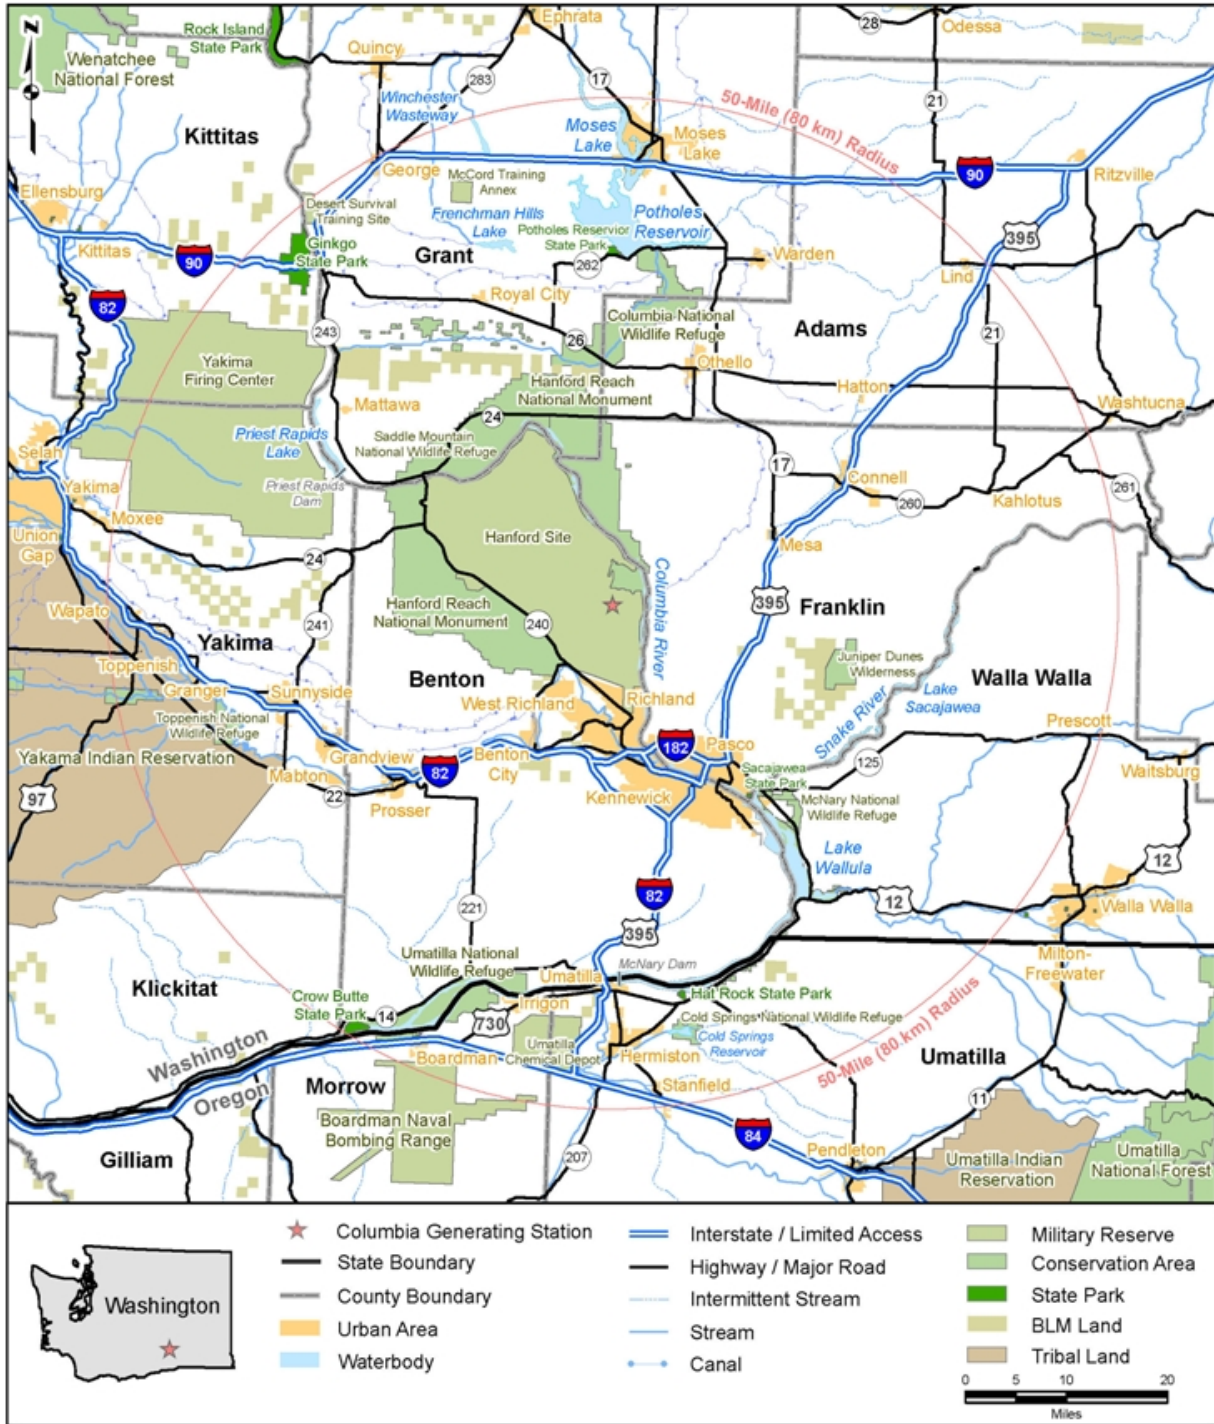 N
Rock Island
State Park
Ephrata
28
Odessa
Wenatchee
National Forest
Quincy
283
17
Winchester
Wasteway
21
50-Mile (80 km) Radius
Kittitas
Moses
Lake
Moses
Lake
George
90
Ritzville
Ellensburg
McCord Training
Annex
Desert Survival
Training Site
Frenchman Hills
Lake
Potholes
Reservoir
Potholes Reservior
State Park
395
Kittitas
Ginkgo
State Park
Grant
90
262
Warden
Lind
82
Royal City
243
Columbia National
Wildlife Refuge
Adams
21
26
Yakima
Firing Center
Othello
Hanford Reach
National Monument
Hatton
Mattawa
24
Washtucna
Priest Rapids
Lake
Saddle Mountain
National Wildlife Refuge
Selah
17
Connell
Priest Rapids
Dam
Yakima
261
Kahlotus
260
Moxee
Union
Gap
Hanford Site
Mesa
24
Columbia River
Wapato
Hanford Reach
National Monument
240
395
Franklin
241
Yakima
Juniper Dunes
Wilderness
Toppenish
Benton
Walla Walla
Granger
Sunnyside
West Richland
Richland
Snake River
Lake
Sacajawea
Toppenish National
Wildlife Refuge
Prescott
Yakama Indian Reservation
Grandview
Benton
City
182
Pasco
125
Mabton
82
Sacajawea
State Park
Waitsburg
97
22
Prosser
Kennewick
McNary National
Wildlife Refuge
Lake
Wallula
12
82
12
221
Walla Walla
395
Umatilla National
Wildlife Refuge
McNary Dam
Milton-
Freewater
Klickitat
Umatilla
Crow Butte
State Park
Hat Rock State Park
Irrigon
14
730
Cold Springs National Wildlife Refuge
50-Mile (80 km) Radius
Washington
Cold Springs
Reservoir
Umatilla
Chemical Depot
Boardman
Hermiston
Umatilla
Oregon
Morrow
Stanfield
11
Boardman Naval
Bombing Range
84
Gilliam
207
Pendleton
Umatilla Indian
Reservation
Umatilla
National Forest
Washington
Columbia Generating Station
State Boundary
County Boundary
Urban Area
Waterbody
Interstate / Limited Access
Highway / Major Road
Intermittent Stream
Stream
Canal
Military Reserve
Conservation Area
State Park
BLM Land
Tribal Land
0 5 10 20
Miles